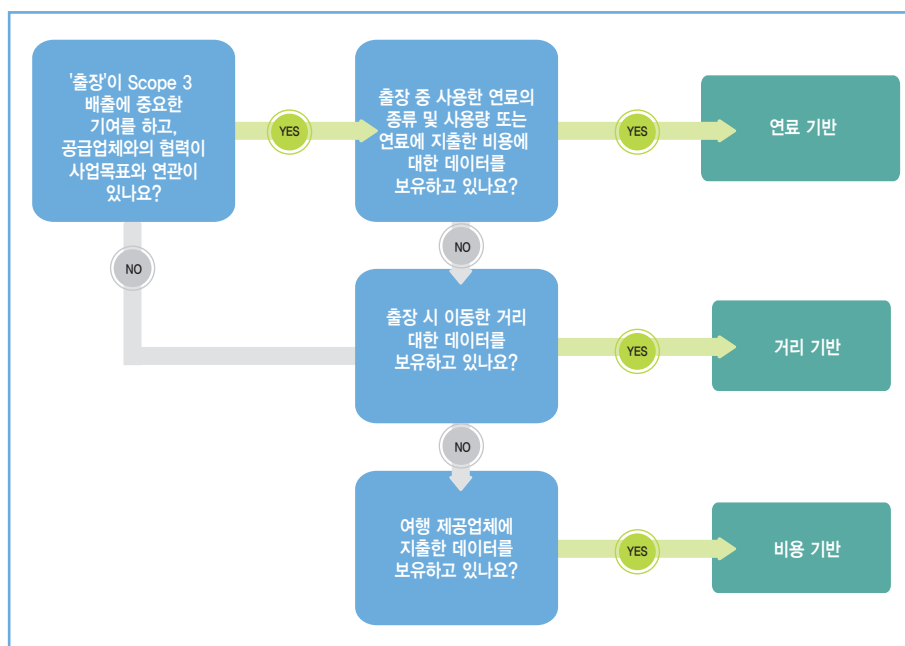 '출장'이 Scope 3
배출에 중요한
기여를 하고,
공급업체와의 협력이
사업목표와 연관이
있나요?
YES
출장 중 사용한 연료의
종류 및 사용량 또는
연료에 지출한 비용에
대한 데이터를
보유하고 있나요?
YES
연료 기반
NO
NO
출장 시 이동한 거리
대한 데이터를
보유하고 있나요?
YES
거리 기반
NO
여행 제공업체에
지출한 데이터를
보유하고 있나요?
YES
비용 기반